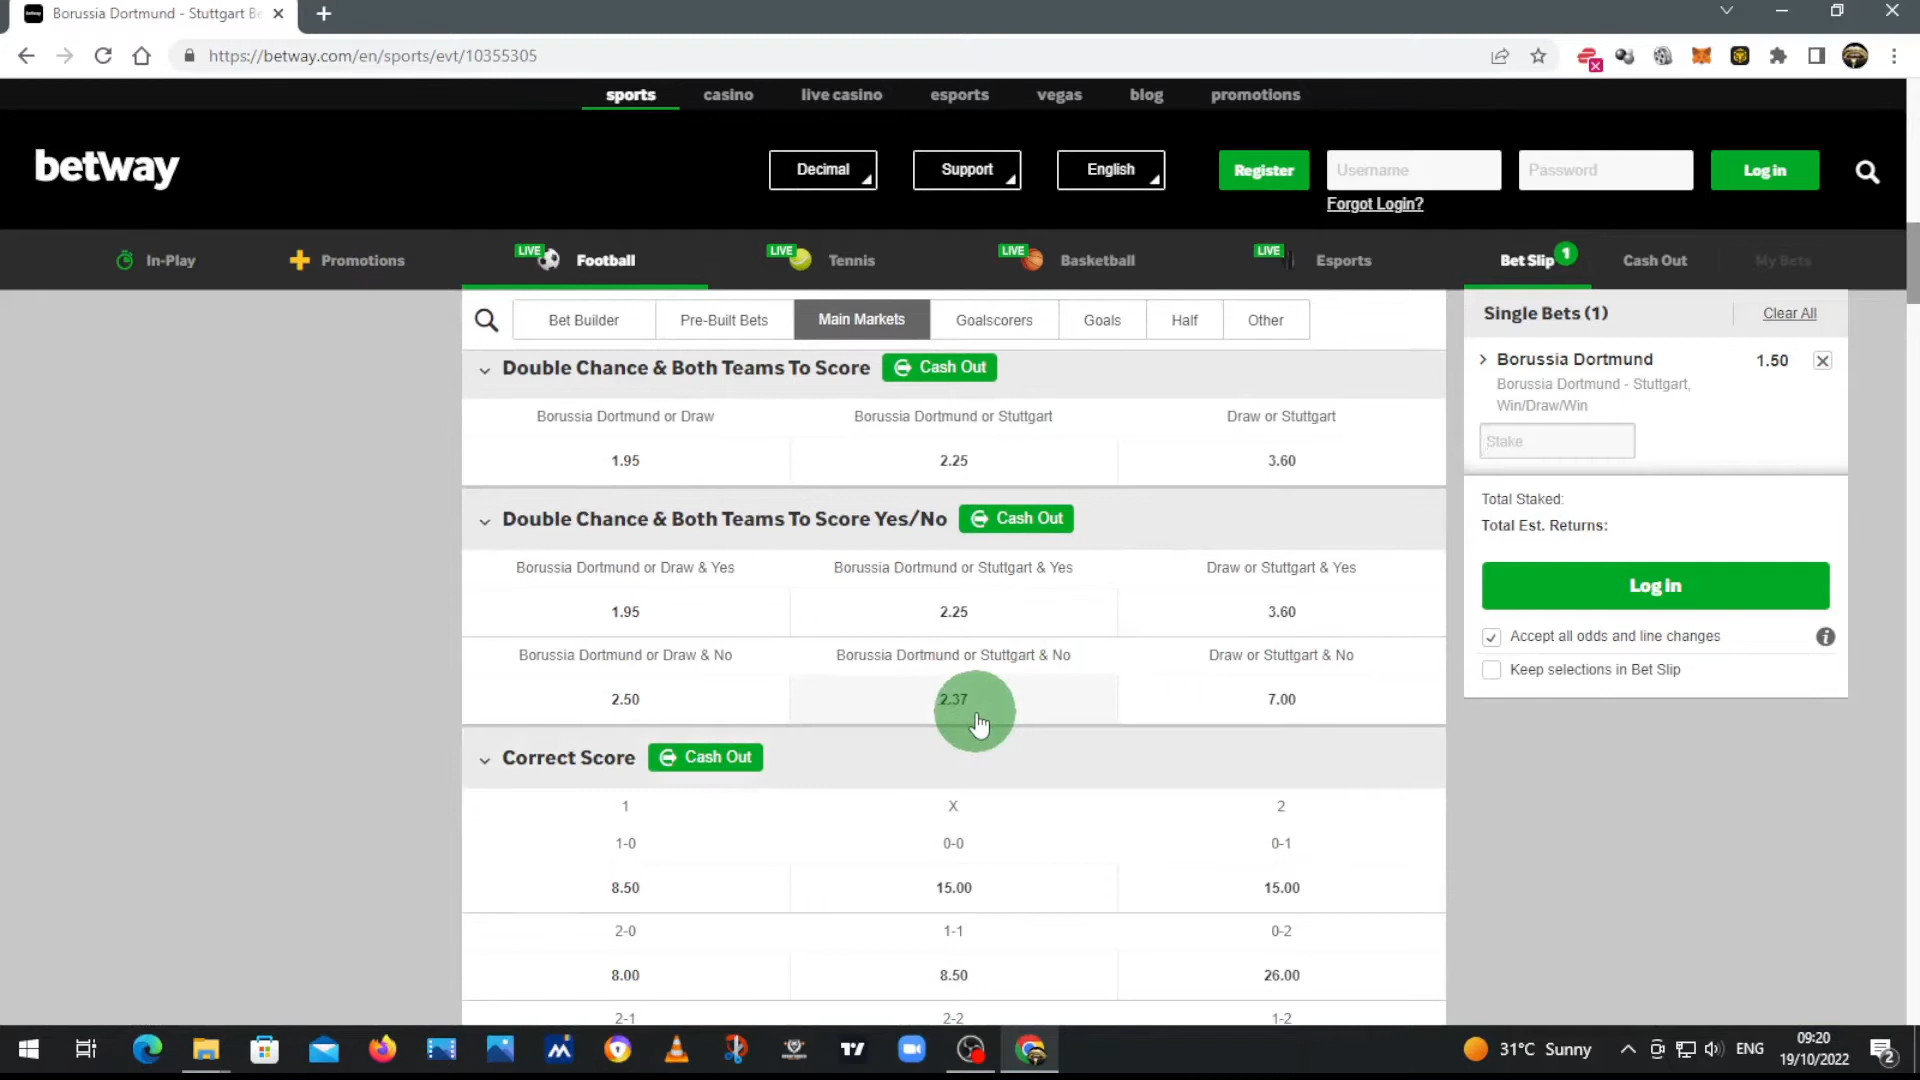 Borussia Dortmund - Stuttgart Be
https://betway.com/en/sports/evt/10355305
sports casino live casino esports vegas blog promotions
betway
Decimal Support English Register Username Password Log in
Forgot Login?
In-Play Promotions LIVE Football LIVE Tennis LIVE Basketball LIVE Esports Bet Slip 1 Cash Out My Bets
Bet Builder Pre-Built Bets Main Markets Goalscorers Goals Half Other
Double Chance & Both Teams To Score Cash Out
Borussia Dortmund or Draw Borussia Dortmund or Stuttgart Draw or Stuttgart
1.95 2.25 3.60
Double Chance & Both Teams To Score Yes/No Cash Out
Borussia Dortmund or Draw & Yes Borussia Dortmund or Stuttgart & Yes Draw or Stuttgart & Yes
1.95 2.25 3.60
Borussia Dortmund or Draw & No Borussia Dortmund or Stuttgart & No Draw or Stuttgart & No
2.50 2.37 7.00
Correct Score Cash Out
1 X 2
1-0 0-0 0-1
8.50 15.00 15.00
2-0 1-1 0-2
8.00 8.50 26.00
2-1 2-2 1-2
Single Bets (1) Clear All
Borussia Dortmund 1.50
Borussia Dortmund - Stuttgart,
Win/Draw/Win
Stake
Total Staked:
Total Est. Returns:
Log in
Accept all odds and line changes
Keep selections in Bet Slip
31°C Sunny ENG 09:20
19/10/2022 2